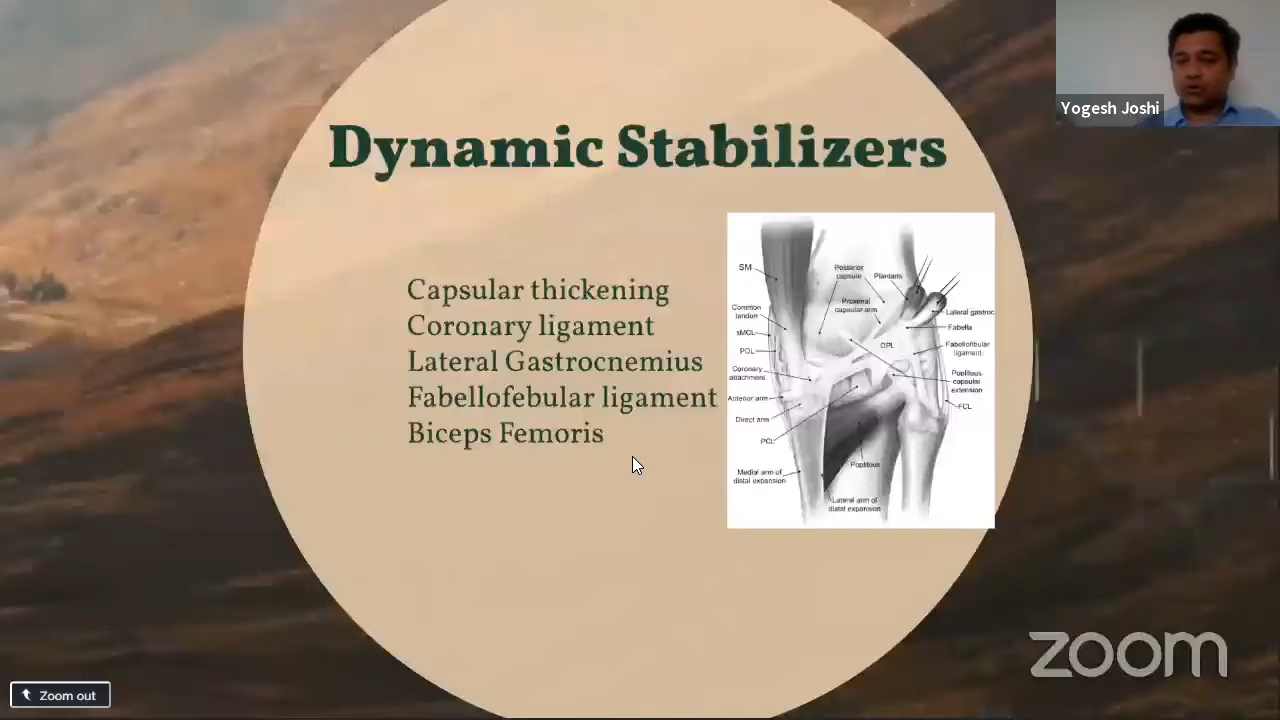 Yogesh Joshi
Dynamic Stabilizers
Capsular thickening
Coronary ligament
Lateral Gastrocnemius
Fabellofebular ligament
Biceps Femoris
SM
Posterior
capsule
Plantaris
Common
tendon
Proximal
capsular arm
Lateral gastroc
sMCL
Fabella
POL
OPL
Fabellofibular
ligament
Coronary
attachment
Popliteus
capsular
extension
Anterior arm
FCL
Direct arm
PCL
Popliteus
Medial arm of
distal expansion
Lateral arm of
distal expansion
zoom
Zoom out